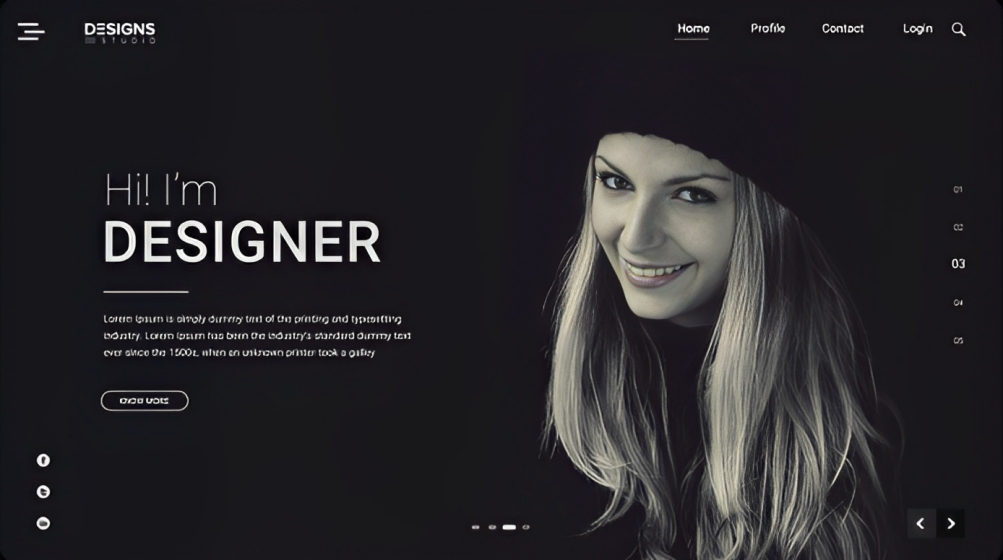 DESIGNS
STUDIO
Home
Profile
Contact
Login
Hi! I'm
DESIGNER
Lorem Ipsum is simply dummy text of the printing and typesetting
industry. Lorem Ipsum has been the industry's standard dummy text
ever since the 1500s, when an unknown printer took a galley
READ MORE
01
02
03
04
05